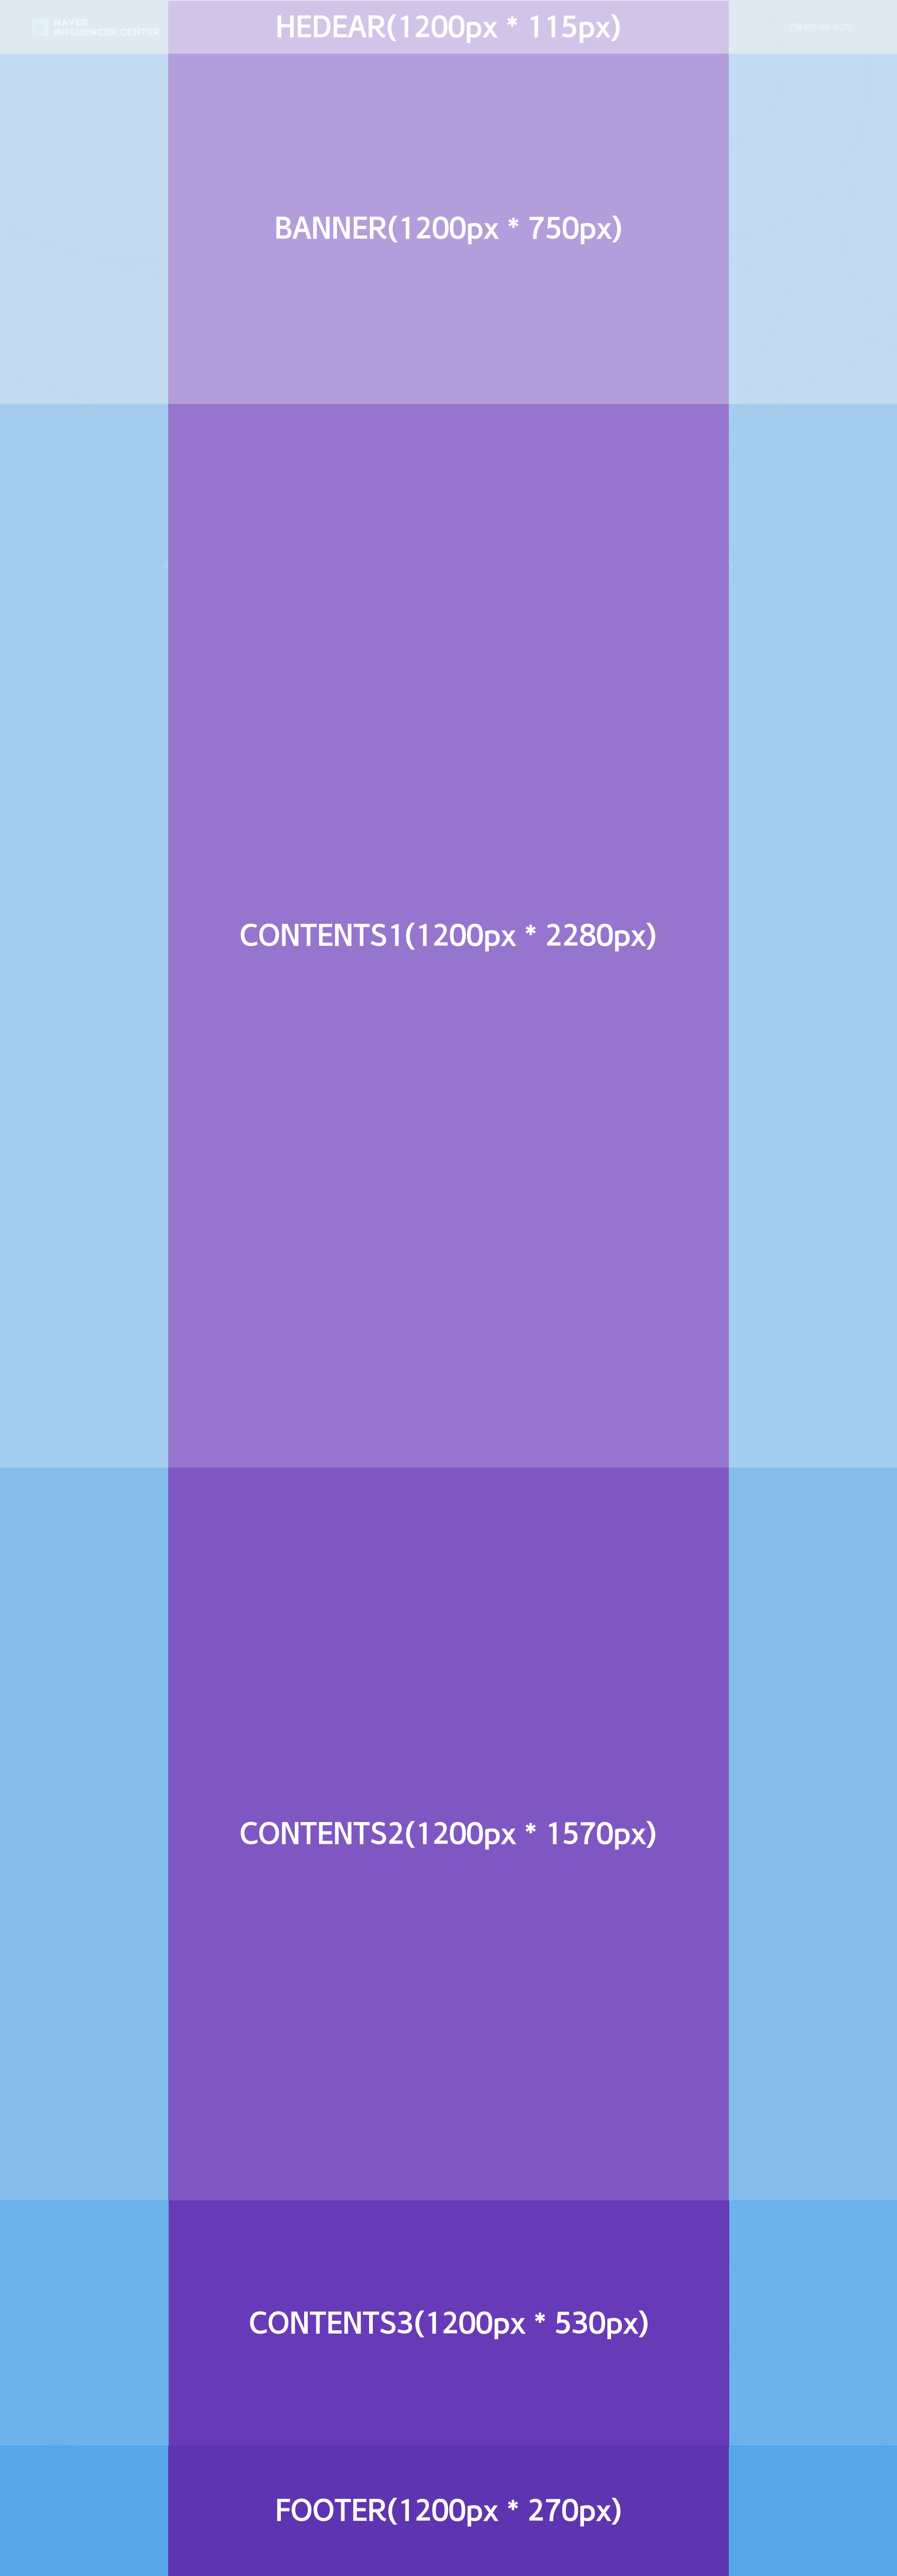 NAVER
INFLUENCER CENTER
HEDEAR(1200px * 115px)
BANNER(1200px * 750px)
CONTENTS1(1200px * 2280px)
CONTENTS2(1200px * 1570px)
CONTENTS3(1200px * 530px)
FOOTER(1200px * 270px)